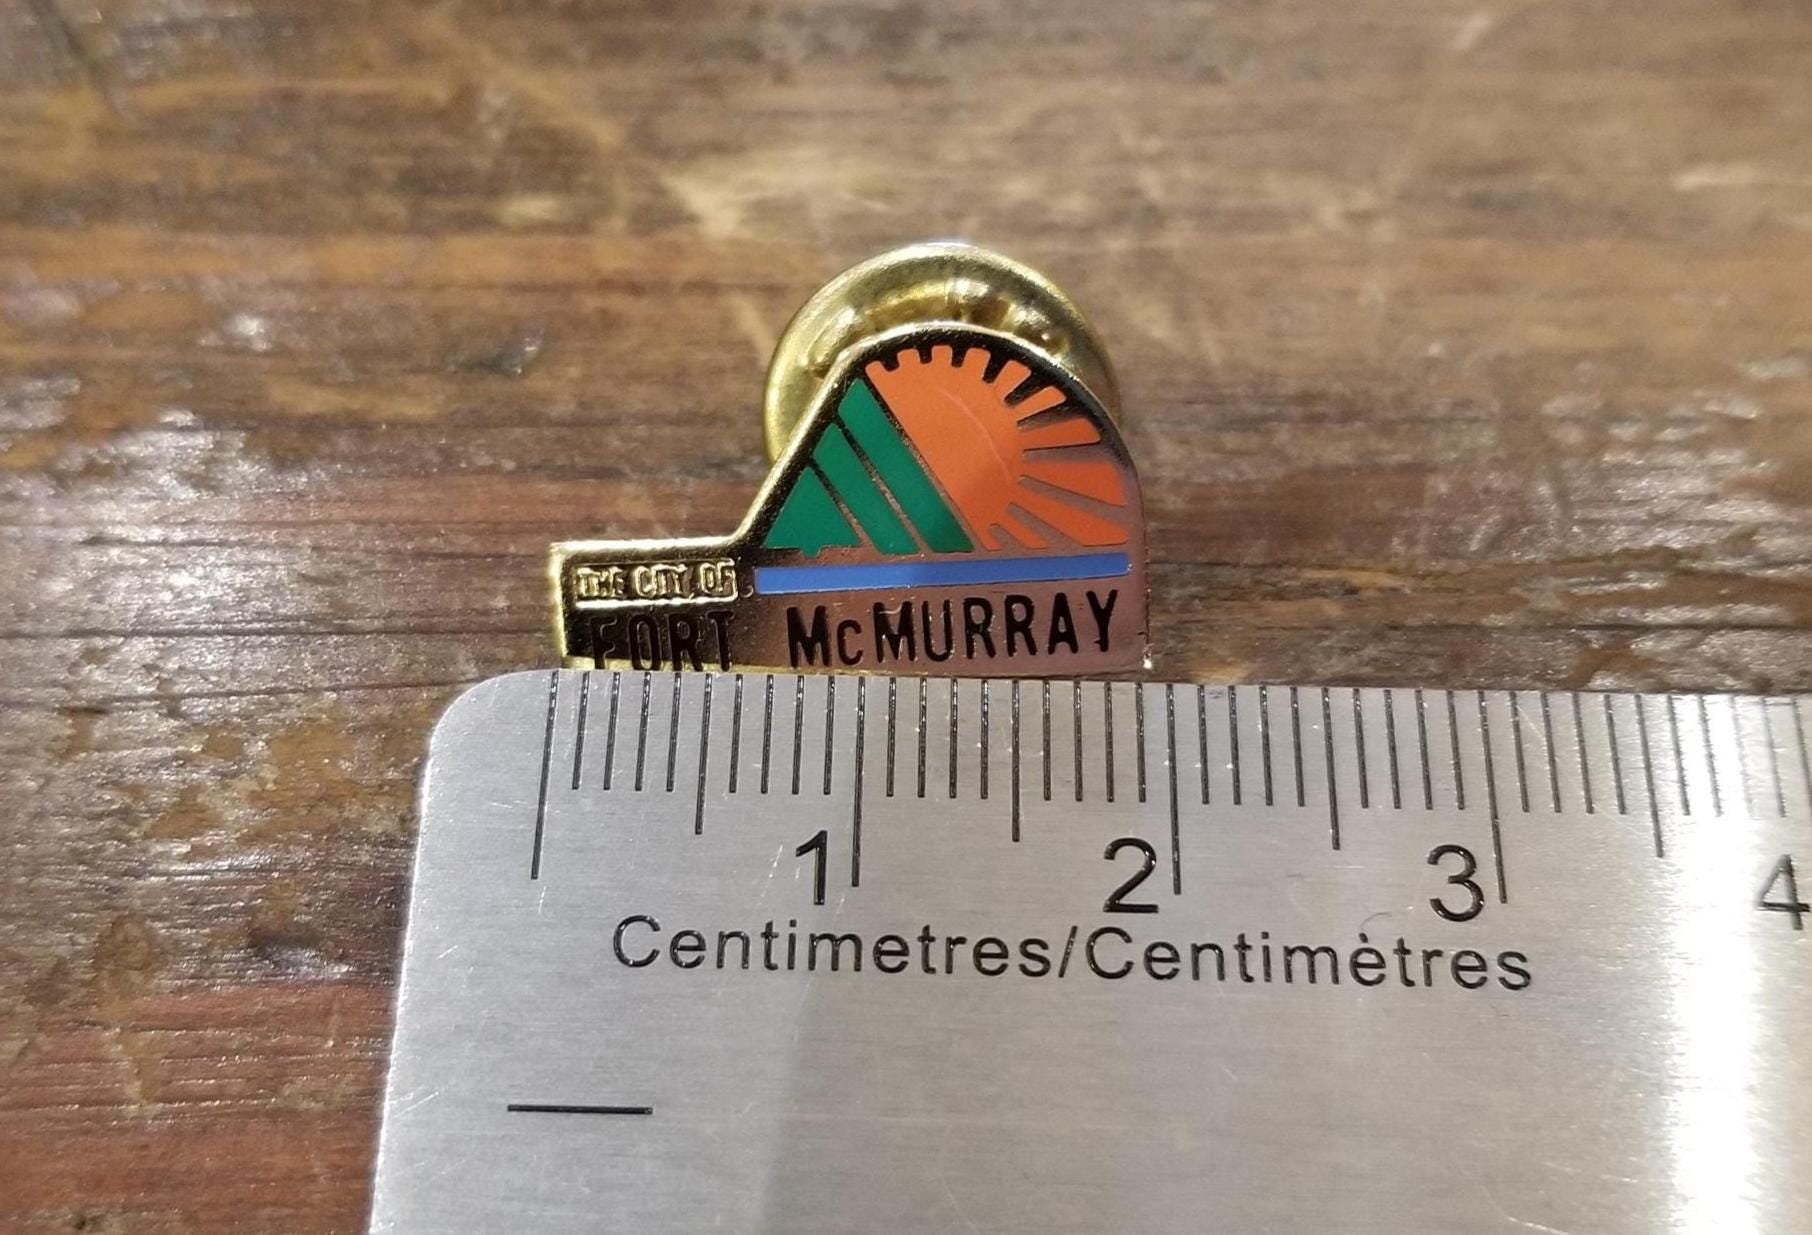 THE CITY OF
FORT McMURRAY
1 2 3 4
Centimetres/Centimètres